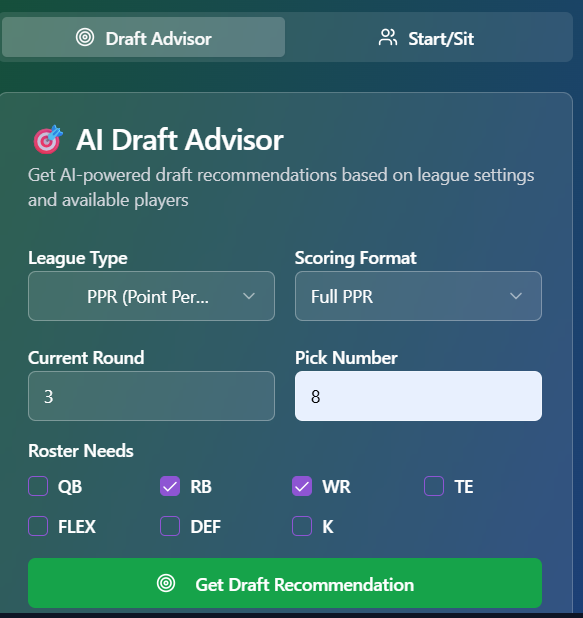 Draft Advisor Start/Sit
AI Draft Advisor
Get AI-powered draft recommendations based on league settings
and available players
League Type Scoring Format
PPR (Point Per... Full PPR
Current Round Pick Number
3 8
Roster Needs
QB RB WR TE
FLEX DEF K
Get Draft Recommendation